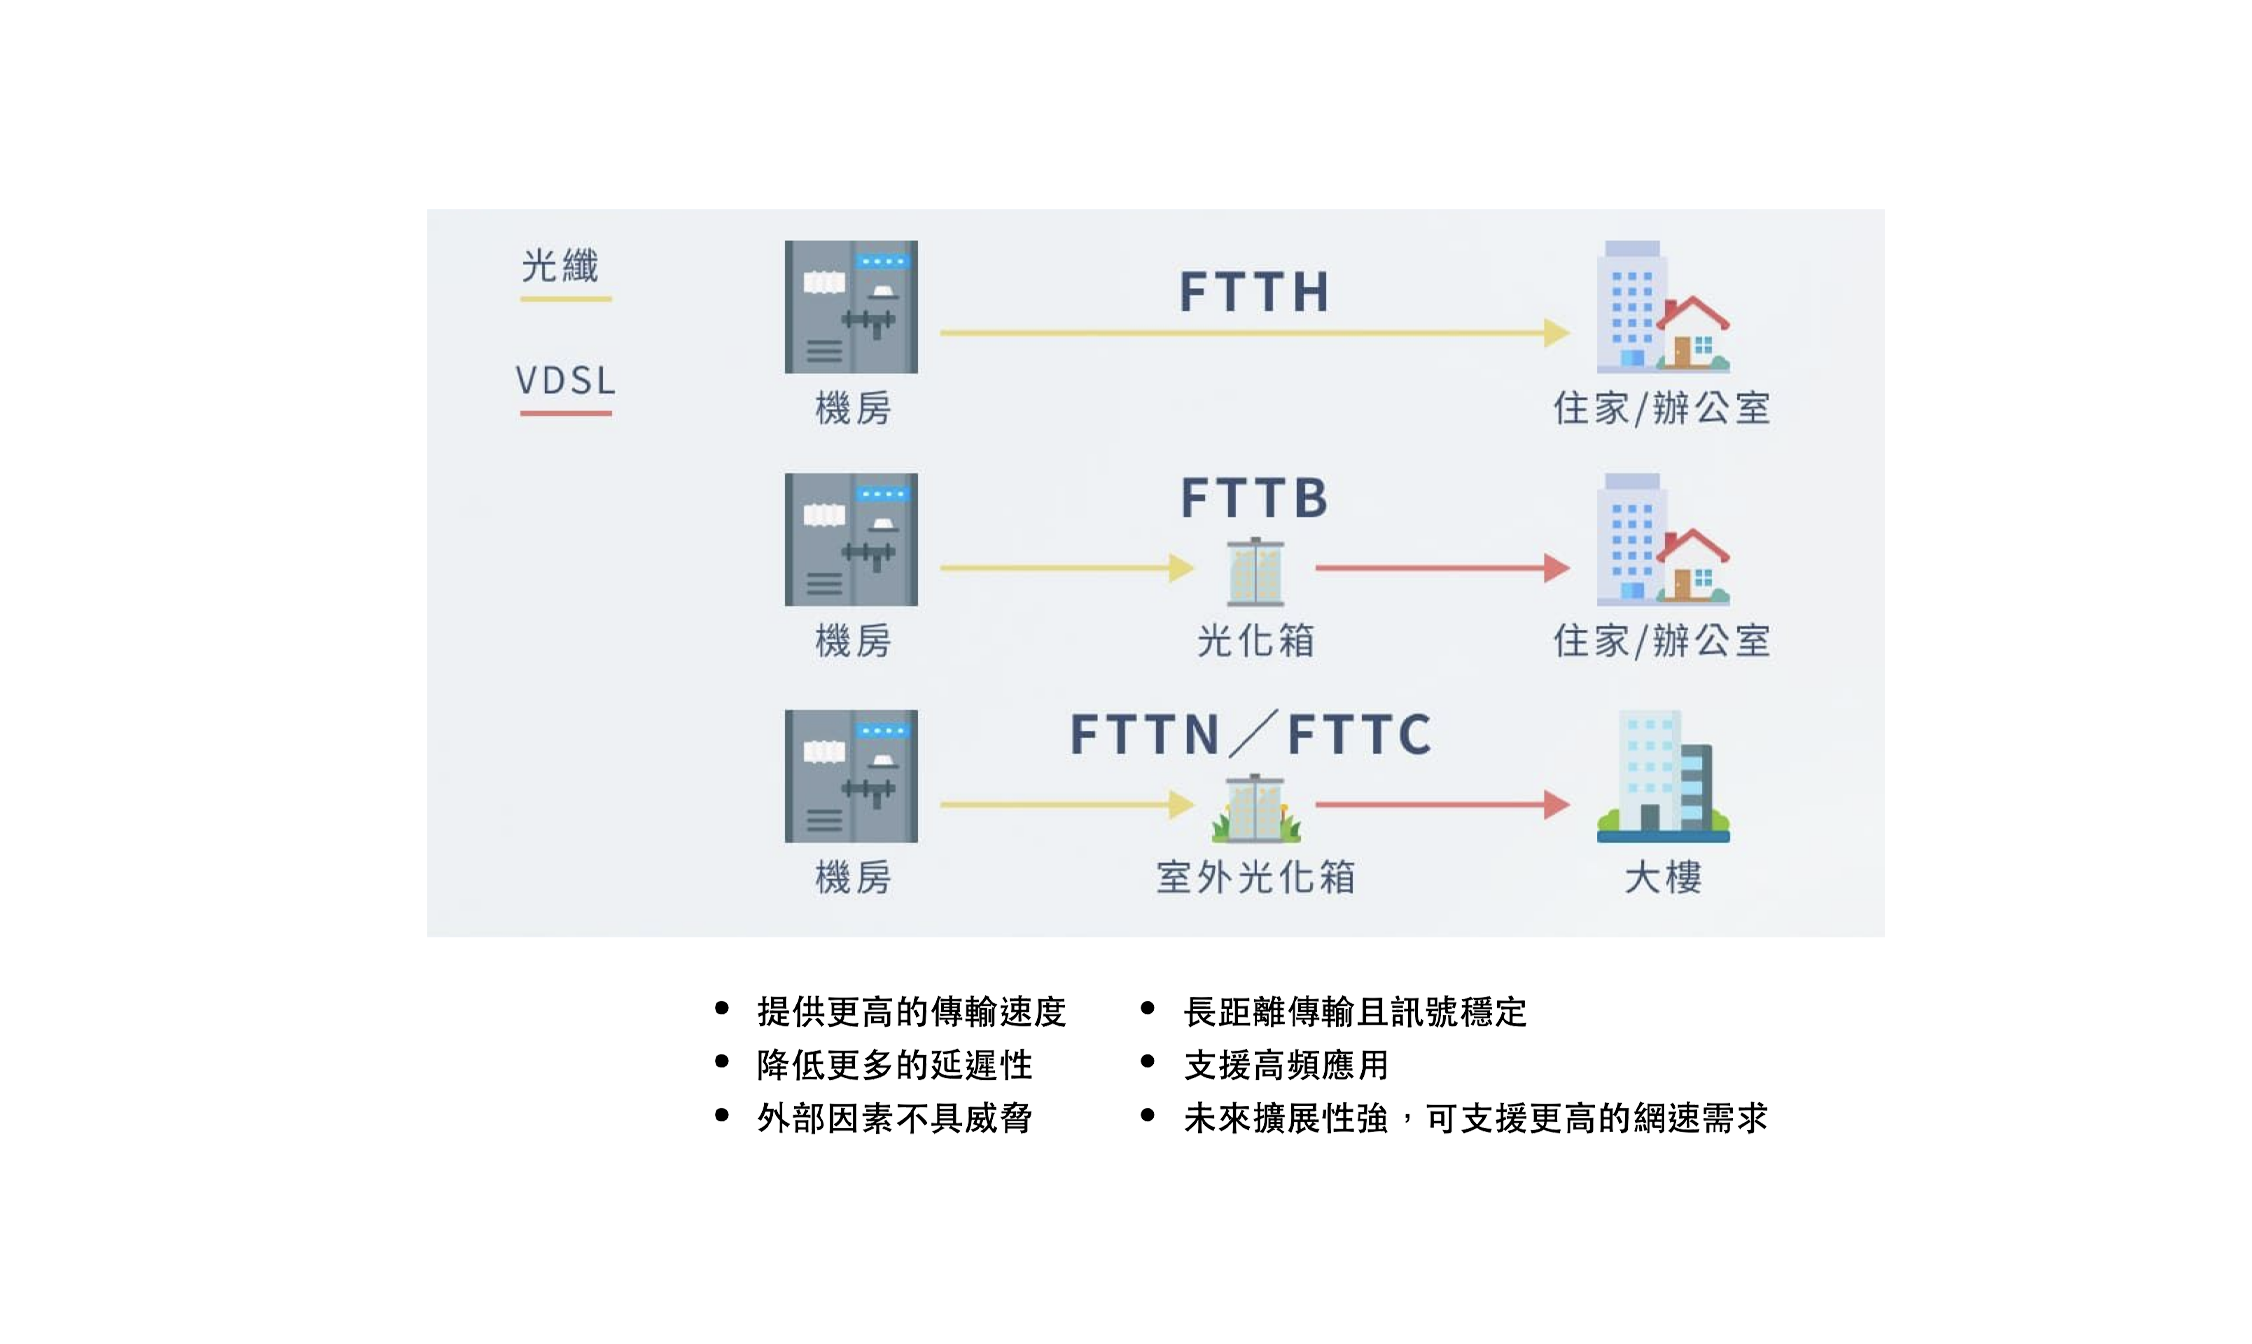 光纖
VDSL
FTTH
機房
住家/辦公室
FTTB
機房
光化箱
住家/辦公室
FTTN／FTTC
機房
室外光化箱
大樓
• 提供更高的傳輸速度
• 降低更多的延遲性
• 外部因素不具威脅
• 長距離傳輸且訊號穩定
• 支援高頻應用
• 未來擴展性強，可支援更高的網速需求